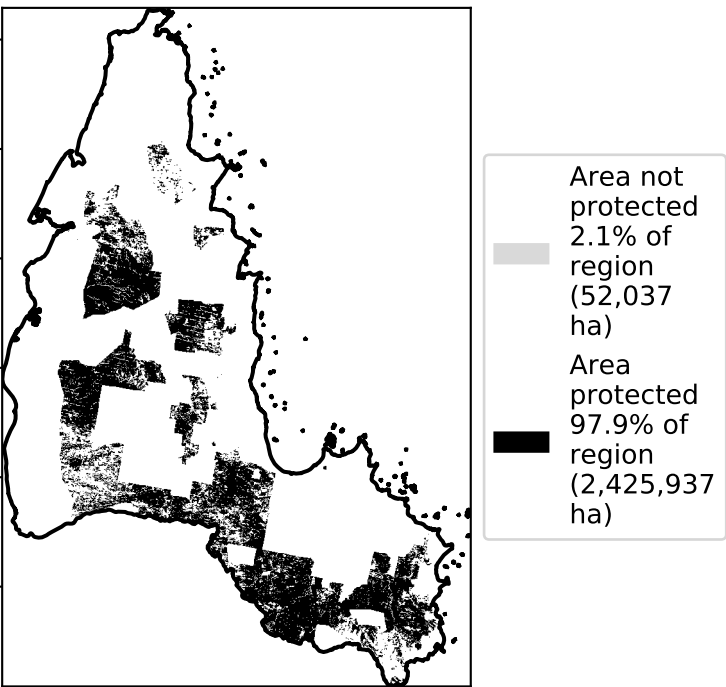 Area not
protected
2.1% of
region
(52,037
ha)
Area
protected
97.9% of
region
(2,425,937
ha)